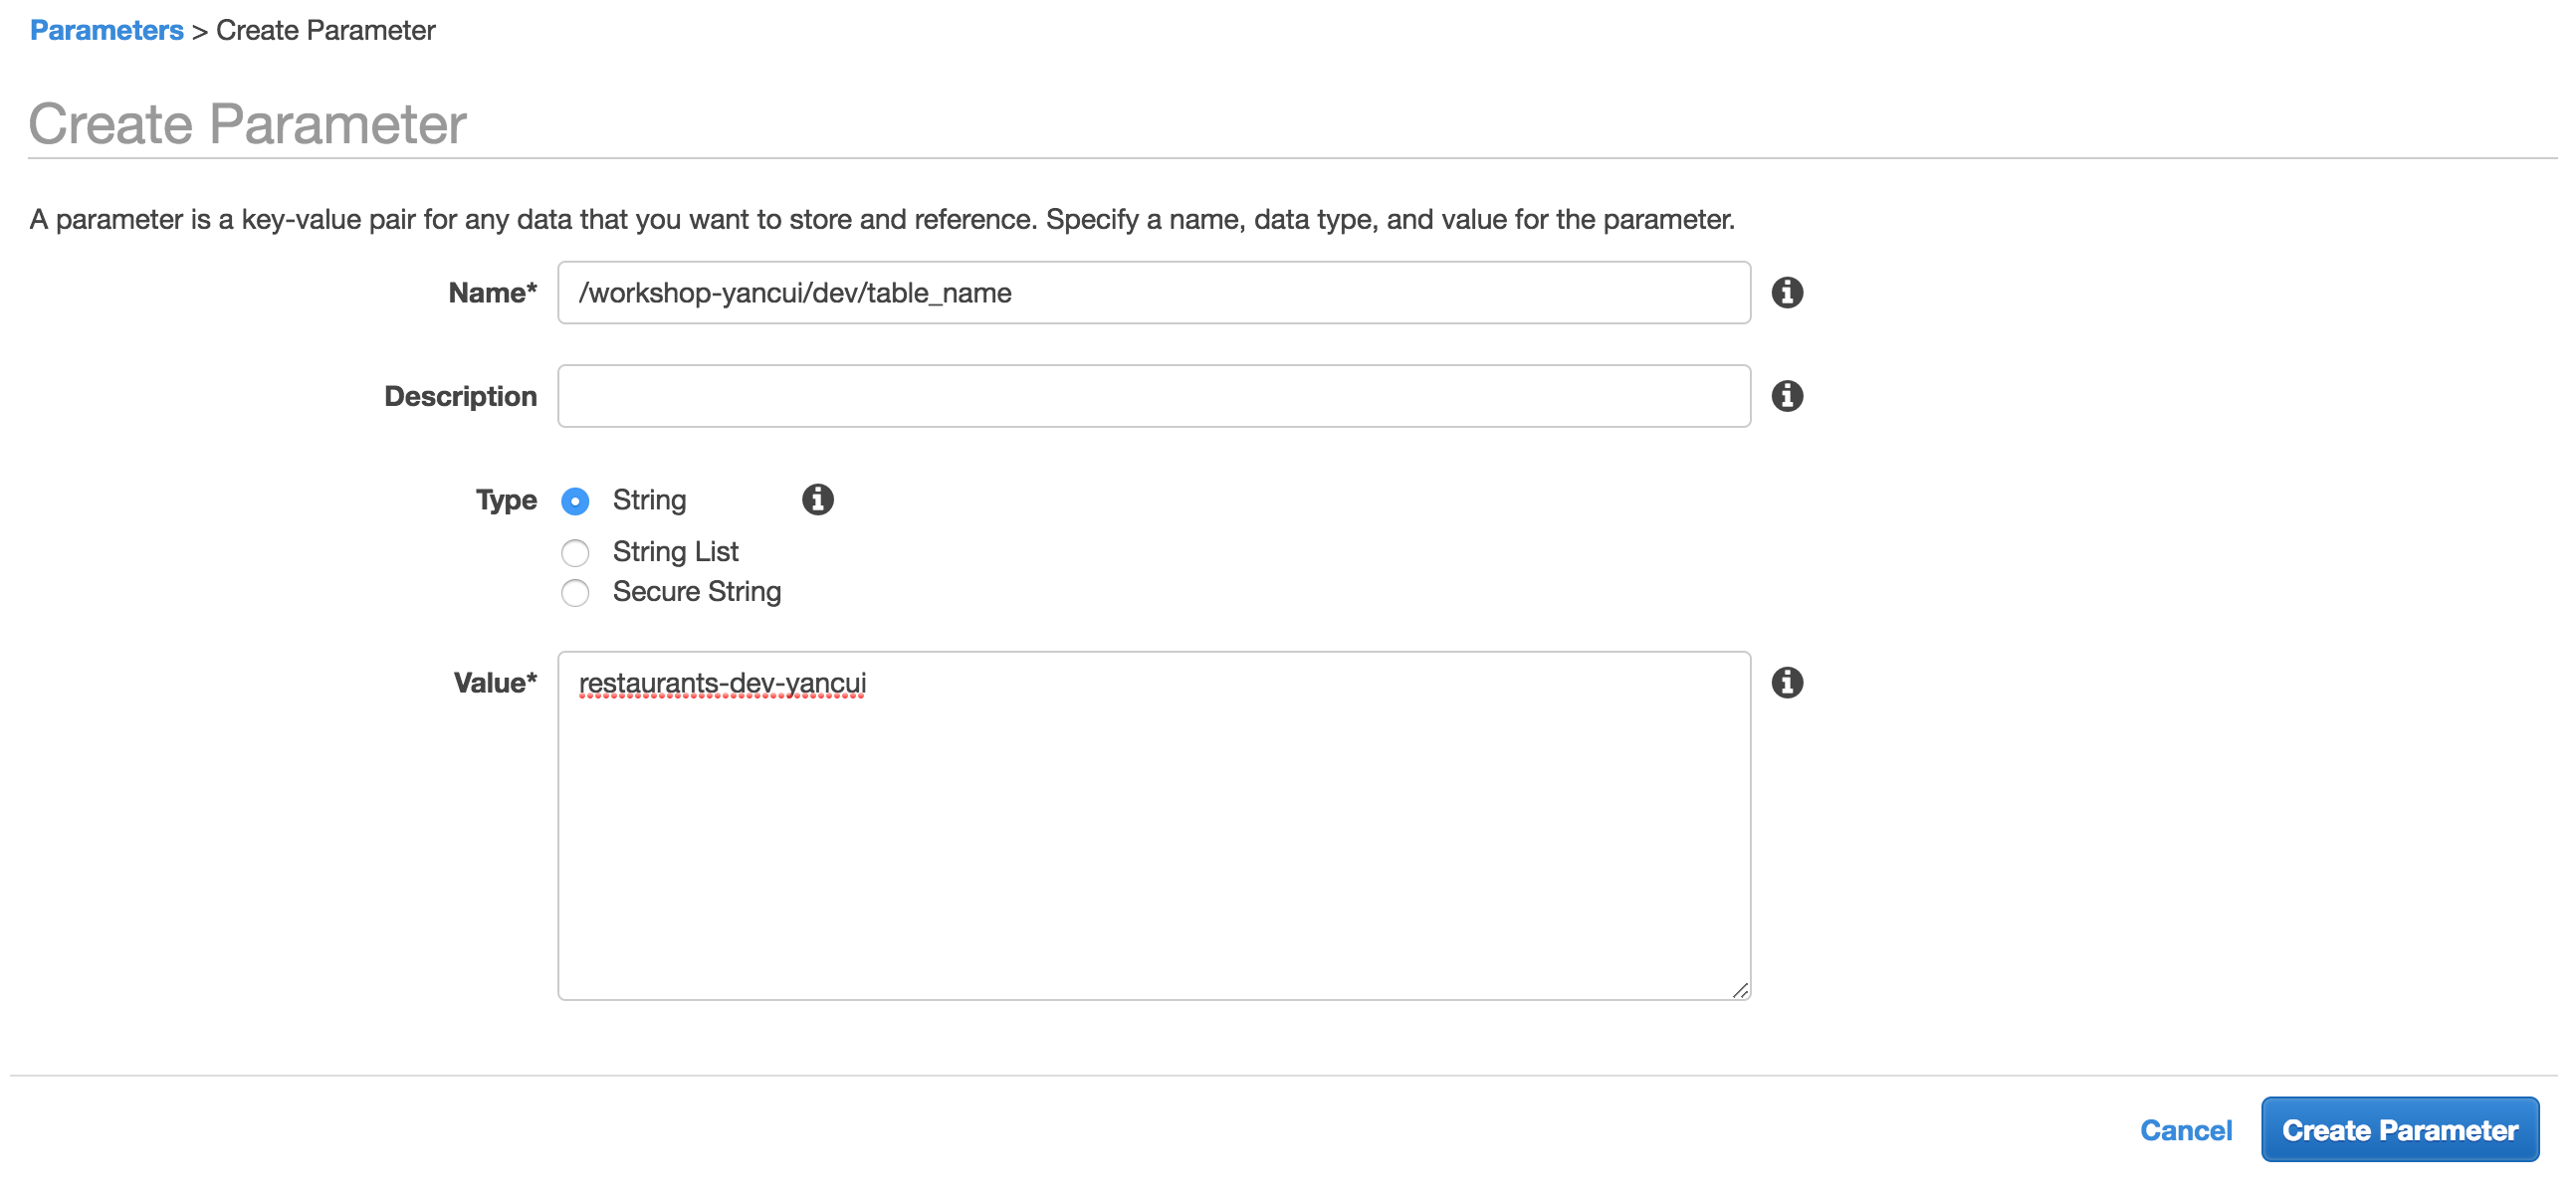 Parameters > Create Parameter
Create Parameter
A parameter is a key-value pair for any data that you want to store and reference. Specify a name, data type, and value for the parameter.
Name* /workshop-yancui/dev/table_name
Description
Type String
String List
Secure String
Value* restaurants-dev-yancui
Cancel Create Parameter